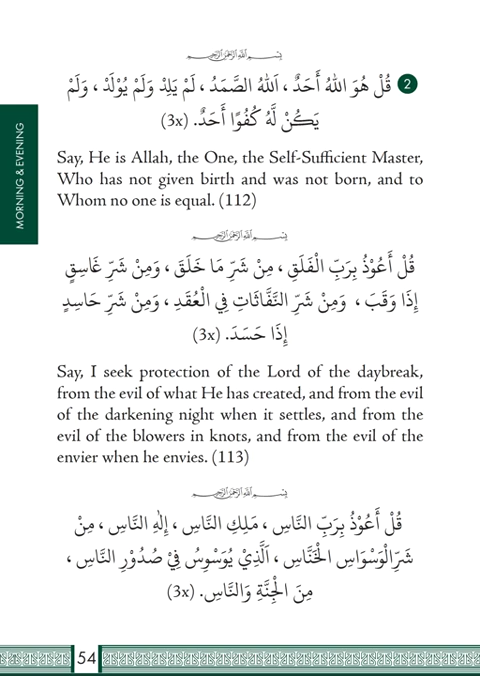 MORNING & EVENING
بِسْمِ اللهِ الرَّحْمٰنِ الرَّحِيْمِ
2 قُلْ هُوَ اللهُ أَحَدٌ ، اَللهُ الصَّمَدُ ، لَمْ يَلِدْ وَلَمْ يُوْلَدْ ، وَلَمْ
يَكُنْ لَّهُ كُفُوًا أَحَدٌ. (3x)
Say, He is Allah, the One, the Self-Sufficient Master,
Who has not given birth and was not born, and to
Whom no one is equal. (112)
بِسْمِ اللهِ الرَّحْمٰنِ الرَّحِيْمِ
قُلْ أَعُوْذُ بِرَبِّ الْفَلَقِ ، مِنْ شَرِّ مَا خَلَقَ ، وَمِنْ شَرِّ غَاسِقٍ
إِذَا وَقَبَ ، وَمِنْ شَرِّ النَّفَّاثَاتِ فِي الْعُقَدِ ، وَمِنْ شَرِّ حَاسِدٍ
إِذَا حَسَدَ. (3x)
Say, I seek protection of the Lord of the daybreak,
from the evil of what He has created, and from the evil
of the darkening night when it settles, and from the
evil of the blowers in knots, and from the evil of the
envier when he envies. (113)
بِسْمِ اللهِ الرَّحْمٰنِ الرَّحِيْمِ
قُلْ أَعُوْذُ بِرَبِّ النَّاسِ ، مَلِكِ النَّاسِ ، إِلٰهِ النَّاسِ ، مِنْ
شَرِّالْوَسْوَاسِ الْخَنَّاسِ ، اَلَّذِيْ يُوَسْوِسُ فِيْ صُدُوْرِ النَّاسِ ،
مِنَ الْجِنَّةِ وَالنَّاسِ. (3x)
54